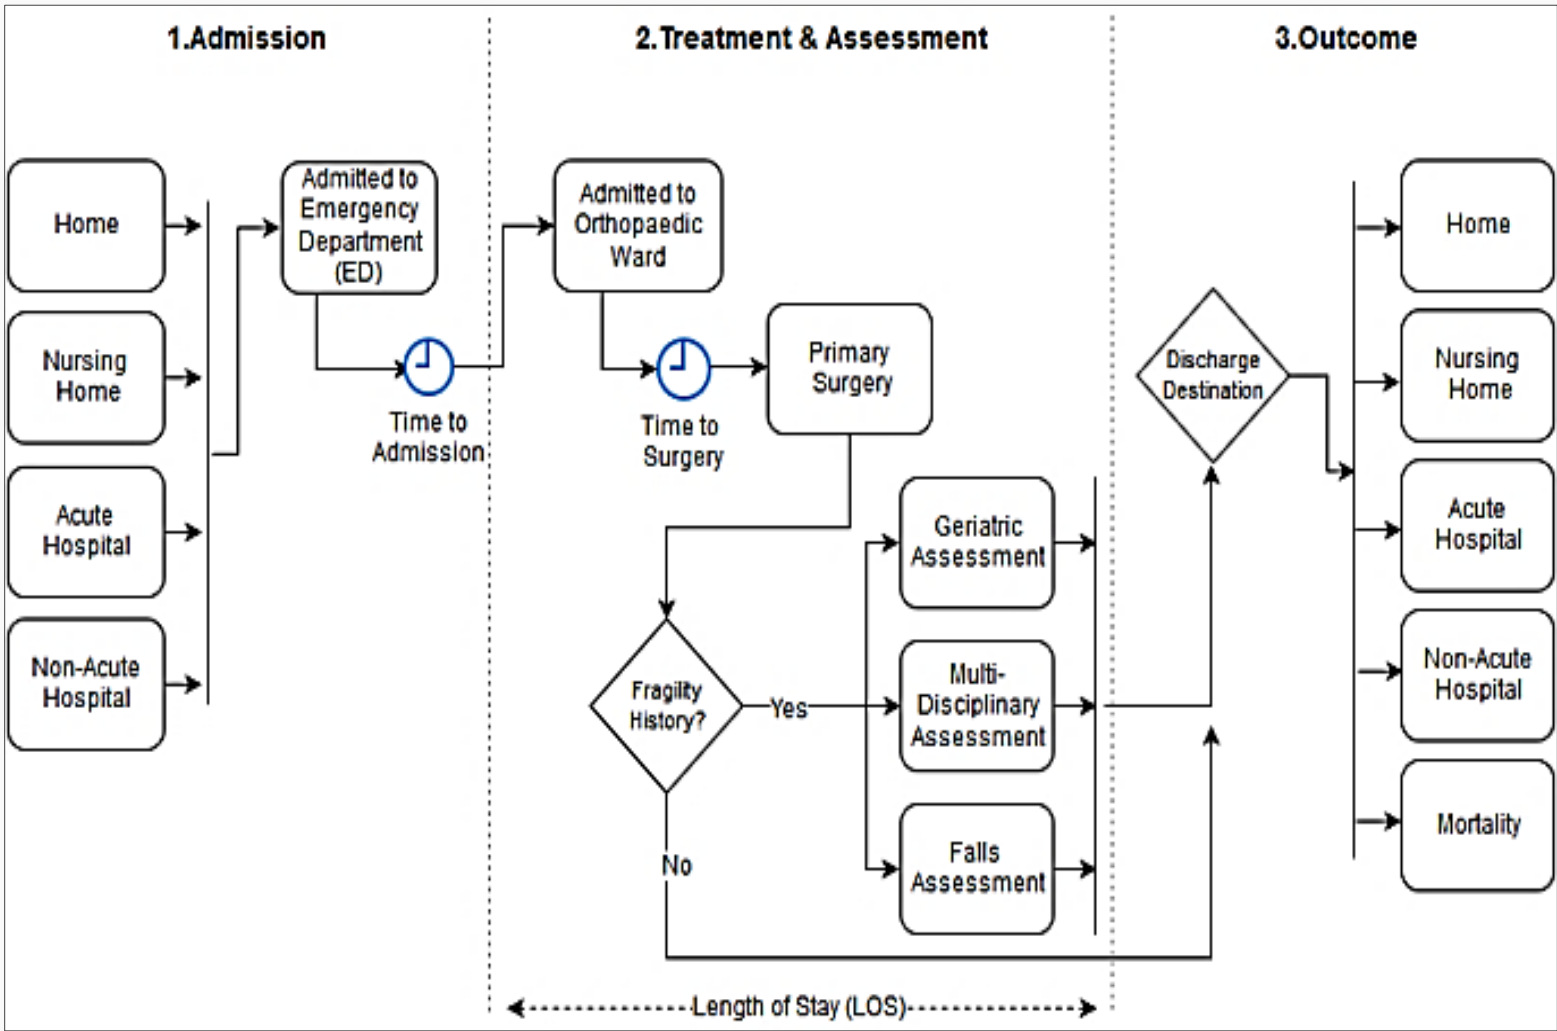 1.Admission
2.Treatment & Assessment
3.Outcome
Home
Nursing
Home
Acute
Hospital
Non-Acute
Hospital
Admitted to
Emergency
Department
(ED)
Time to
Admission
Admitted to
Orthopaedic
Ward
Time to
Surgery
Primary
Surgery
Fragility
History?
Yes
No
Geriatric
Assessment
Multi-
Disciplinary
Assessment
Falls
Assessment
Length of Stay (LOS)
Discharge
Destination
Home
Nursing
Home
Acute
Hospital
Non-Acute
Hospital
Mortality